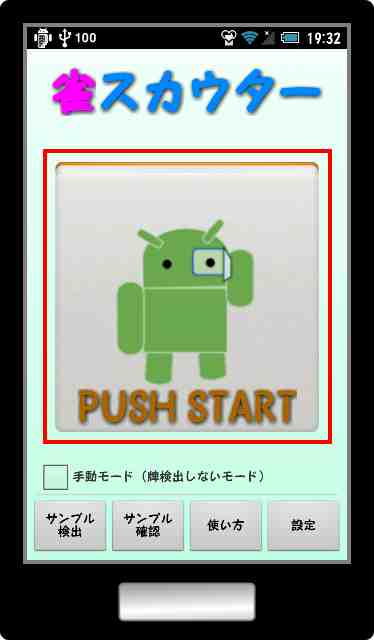 100 19:32
雀スカウター
PUSH START
手動モード（牌検出しないモード）
サンプル
検出
サンプル
確認
使い方
設定